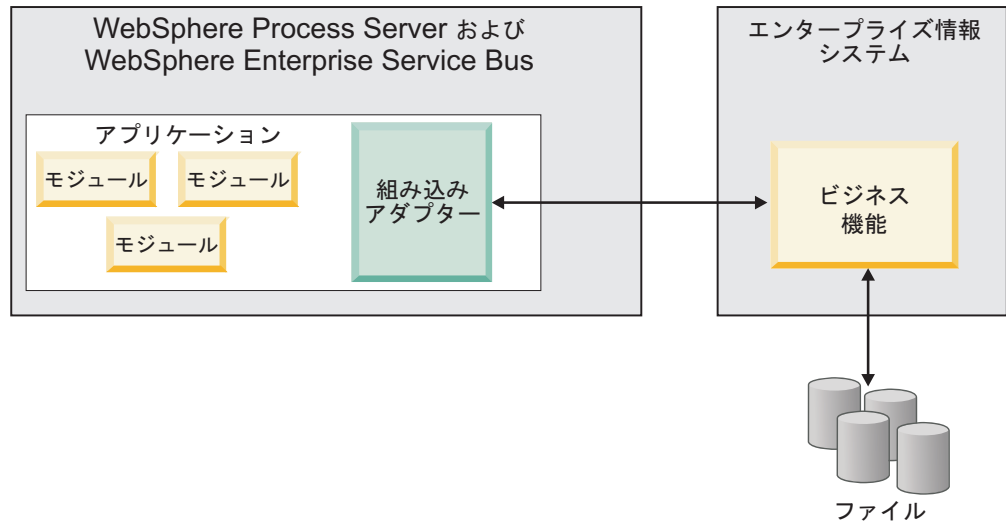 WebSphere Process Server および
WebSphere Enterprise Service Bus
アプリケーション
モジュール
モジュール
モジュール
組み込み
アダプター
エンタープライズ情報
システム
ビジネス
機能
ファイル